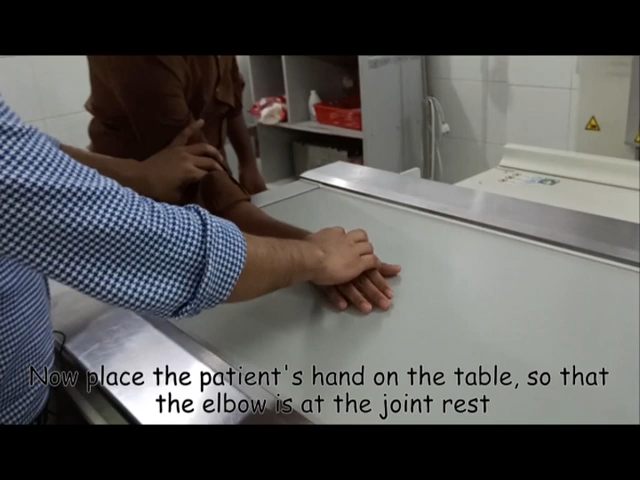 Now place the patient's hand on the table, so that
the elbow is at the joint rest